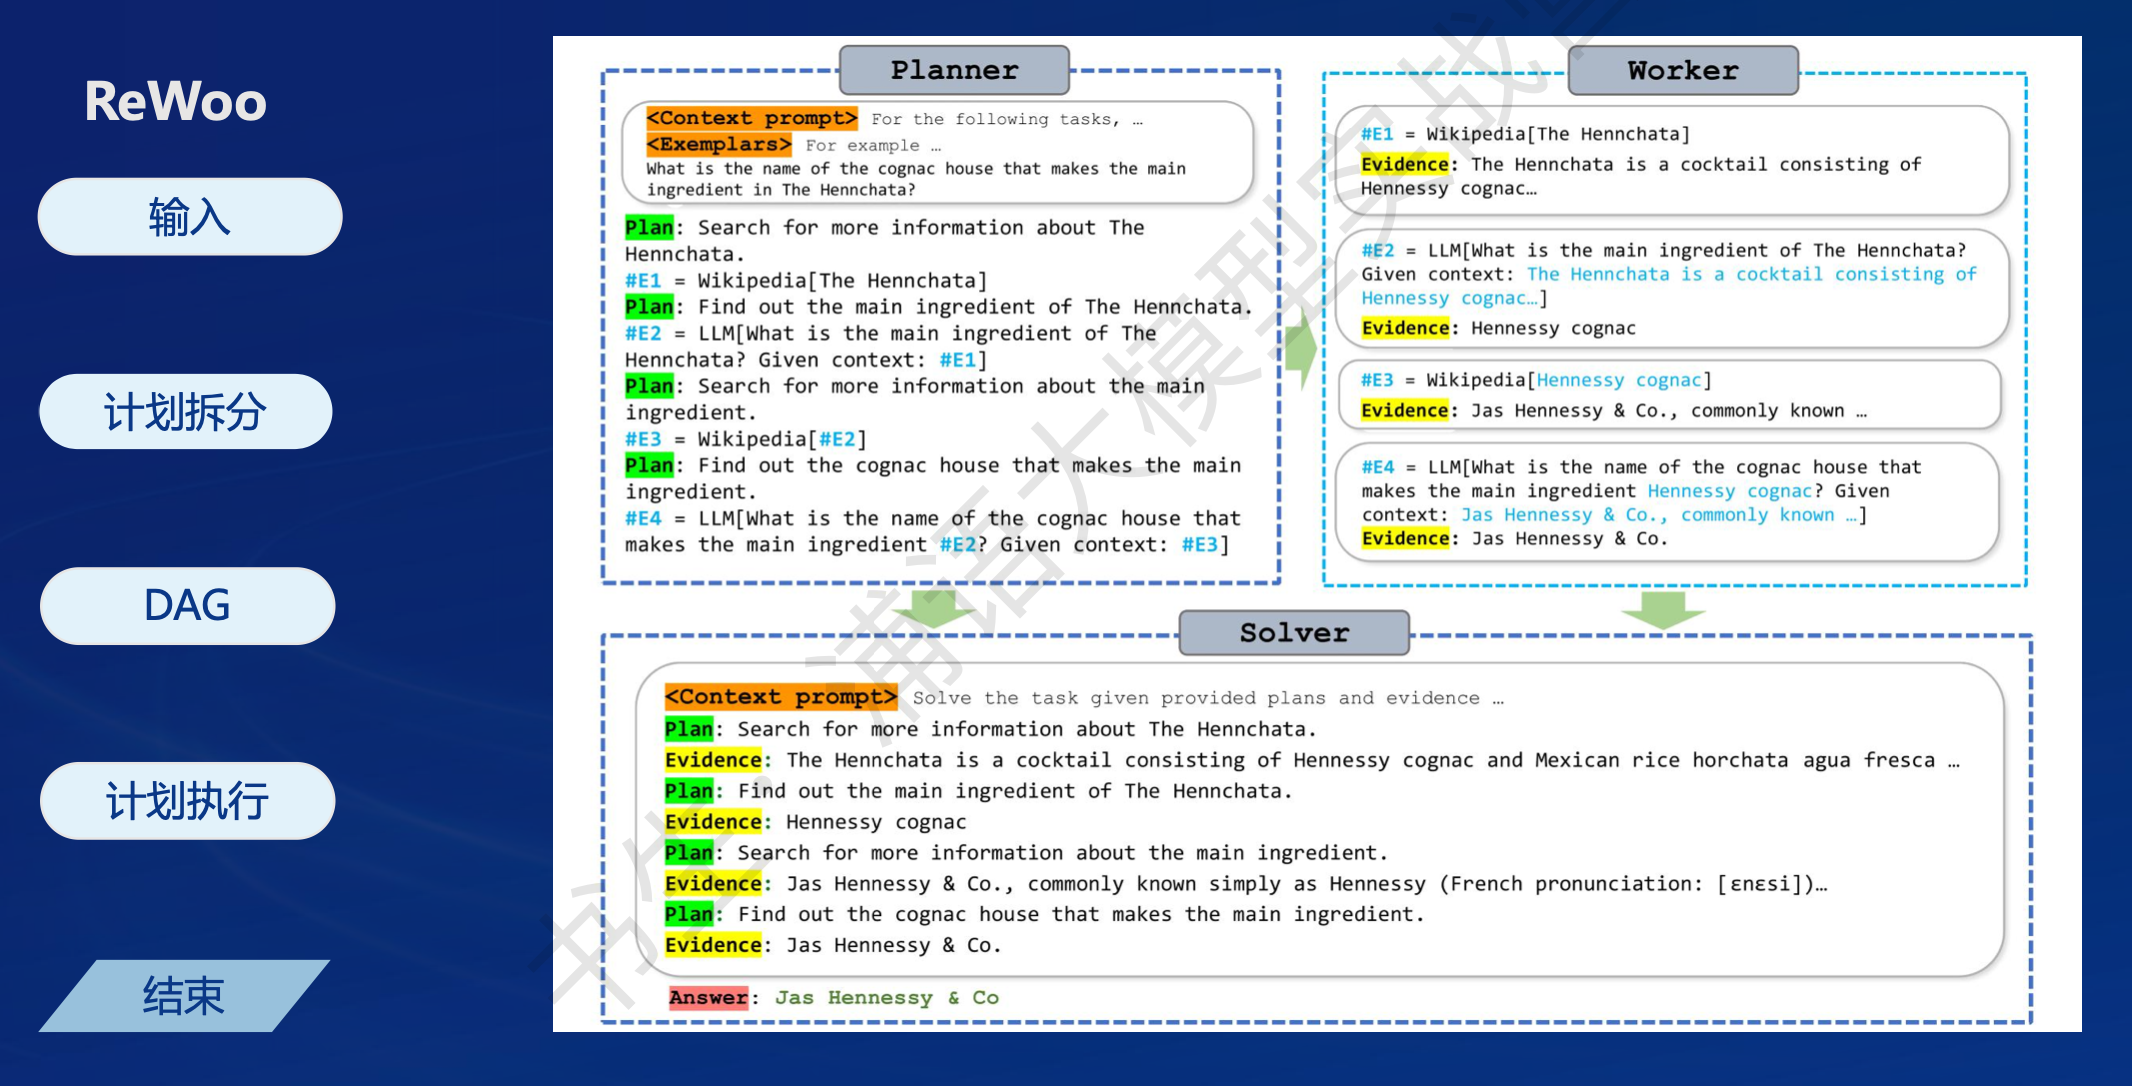 ReWoo
输入
计划拆分
DAG
计划执行
结束
Planner
<Context prompt> For the following tasks, …
<Exemplars> For example …
What is the name of the cognac house that makes the main
ingredient in The Hennchata?
Plan: Search for more information about The
Hennchata.
#E1 = Wikipedia[The Hennchata]
Plan: Find out the main ingredient of The Hennchata.
#E2 = LLM[What is the main ingredient of The
Hennchata? Given context: #E1]
Plan: Search for more information about the main
ingredient.
#E3 = Wikipedia[#E2]
Plan: Find out the cognac house that makes the main
ingredient.
#E4 = LLM[What is the name of the cognac house that
makes the main ingredient #E2? Given context: #E3]
Worker
#E1 = Wikipedia[The Hennchata]
Evidence: The Hennchata is a cocktail consisting of
Hennessy cognac…
#E2 = LLM[What is the main ingredient of The Hennchata?
Given context: The Hennchata is a cocktail consisting of
Hennessy cognac…]
Evidence: Hennessy cognac
#E3 = Wikipedia[Hennessy cognac]
Evidence: Jas Hennessy & Co., commonly known …
#E4 = LLM[What is the name of the cognac house that
makes the main ingredient Hennessy cognac? Given
context: Jas Hennessy & Co., commonly known …]
Evidence: Jas Hennessy & Co.
Solver
<Context prompt> Solve the task given provided plans and evidence …
Plan: Search for more information about The Hennchata.
Evidence: The Hennchata is a cocktail consisting of Hennessy cognac and Mexican rice horchata agua fresca …
Plan: Find out the main ingredient of The Hennchata.
Evidence: Hennessy cognac
Plan: Search for more information about the main ingredient.
Evidence: Jas Hennessy & Co., commonly known simply as Hennessy (French pronunciation: [ɛnɛsi])…
Plan: Find out the cognac house that makes the main ingredient.
Evidence: Jas Hennessy & Co.
Answer: Jas Hennessy & Co
书生·浦语大模型实战营